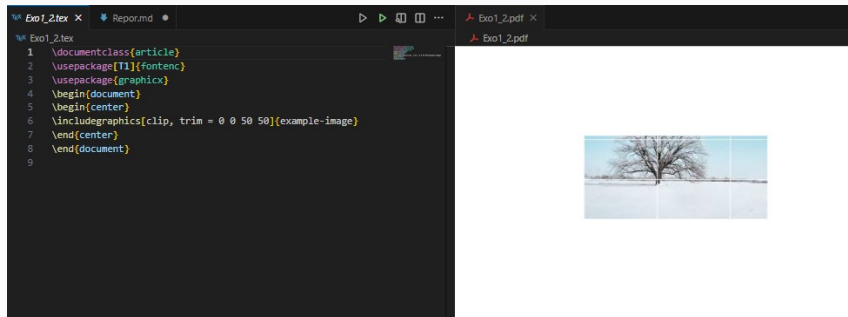 Exo1_2.tex
Repor.md
Exo1_2.pdf
Exo1_2.tex
Exo1_2.pdf
1 \documentclass{article}
2 \usepackage[T1]{fontenc}
3 \usepackage{graphicx}
4 \begin{document}
5 \begin{center}
6 \includegraphics[clip, trim = 0 0 50 50]{example-image}
7 \end{center}
8 \end{document}
9